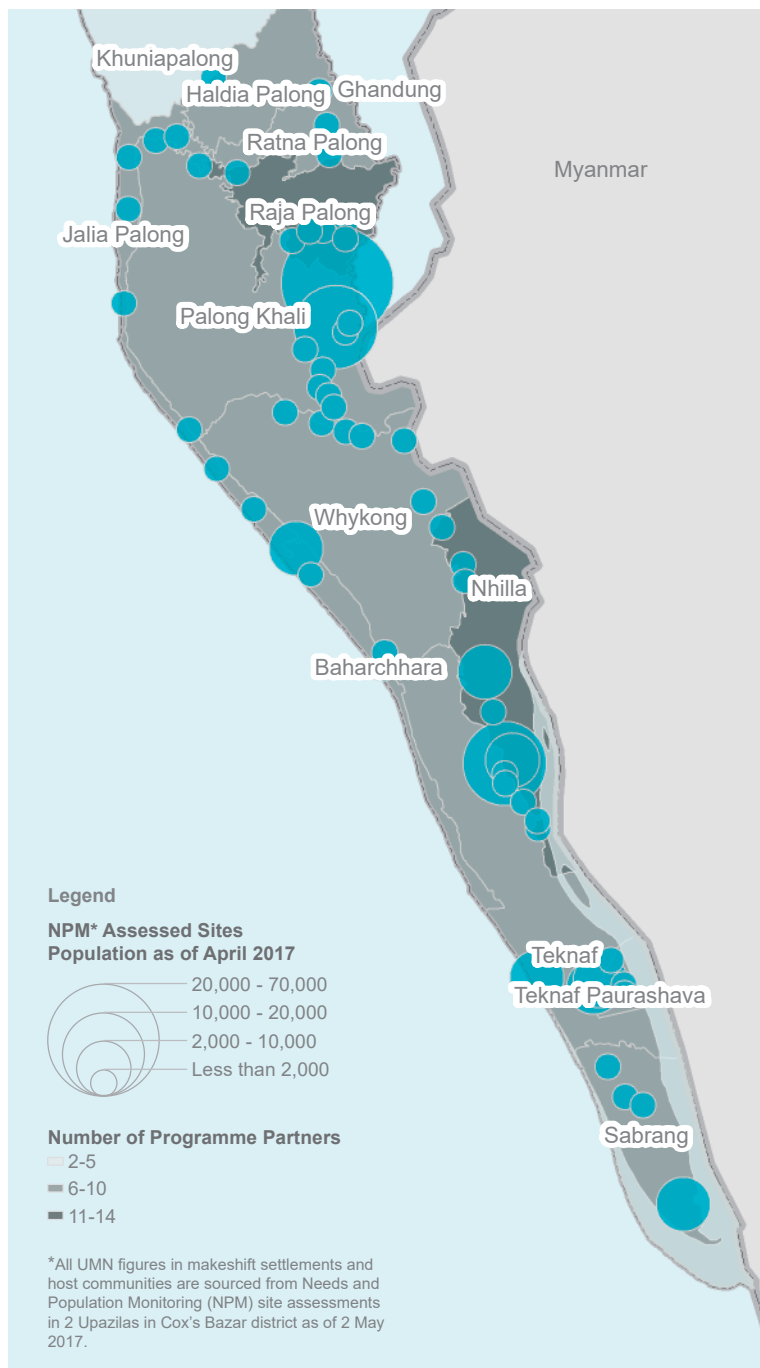 Khuniapalong
Haldia Palong
Ghandung
Ratna Palong
Myanmar
Raja Palong
Jalia Palong
Palong Khali
Whykong
Nhilla
Baharchhara
Teknaf
Teknaf Paurashava
Sabrang
Legend
NPM* Assessed Sites
Population as of April 2017
20,000 - 70,000
10,000 - 20,000
2,000 - 10,000
Less than 2,000
Number of Programme Partners
2-5
6-10
11-14
*All UMN figures in makeshift settlements and
host communities are sourced from Needs and
Population Monitoring (NPM) site assessments
in 2 Upazilas in Cox’s Bazar district as of 2 May
2017.